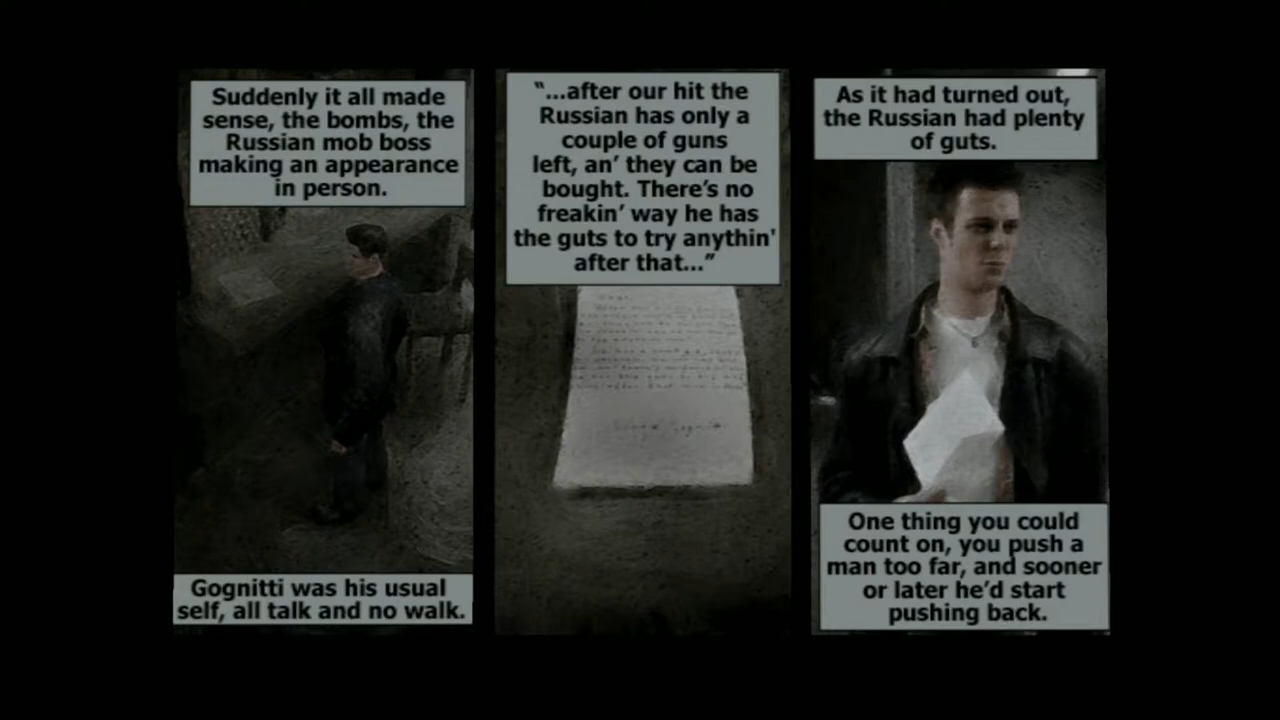 Suddenly it all made
sense, the bombs, the
Russian mob boss
making an appearance
in person.
Gognitti was his usual
self, all talk and no walk.
“...after our hit the
Russian has only a
couple of guns
left, an’ they can be
bought. There’s no
freakin’ way he has
the guts to try anythin'
after that...”
As it had turned out,
the Russian had plenty
of guts.
One thing you could
count on, you push a
man too far, and sooner
or later he’d start
pushing back.